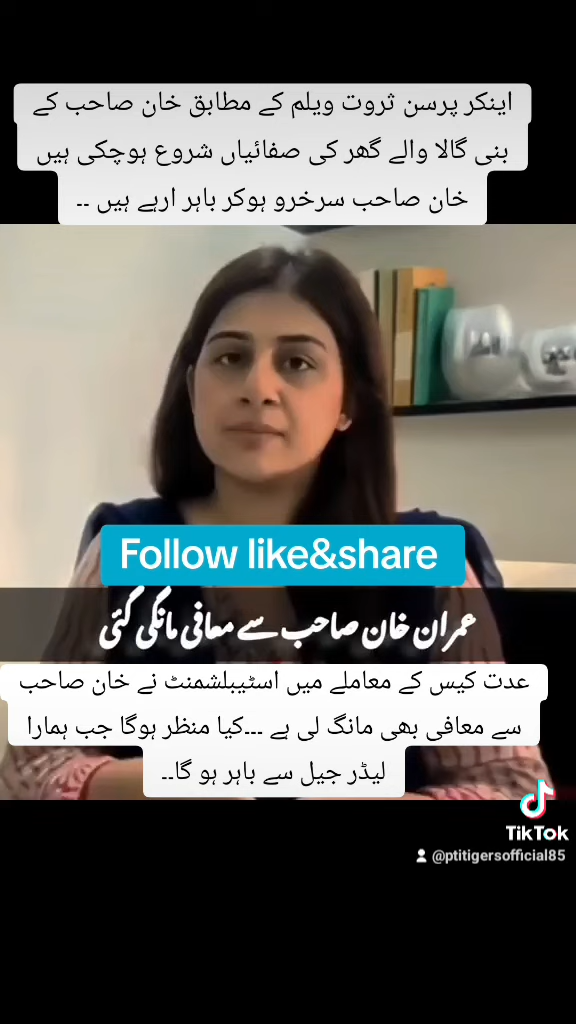 اینکر پرسن ثروت ویلم کے مطابق خان صاحب کے
بنی گالا والے گھر کی صفائیاں شروع ہوچکی ہیں
خان صاحب سرخرو ہوکر باہر ارہے ہیں ۔۔
Follow like&share
عمران خان صاحب سے معافی مانگی گئی
عدت کیس کے معاملے میں اسٹیبلشمنٹ نے خان صاحب
سے معافی بھی مانگ لی ہے ۔۔۔کیا منظر ہوگا جب ہمارا
لیڈر جیل سے باہر ہو گا۔۔
TikTok
@ptitigersofficial85